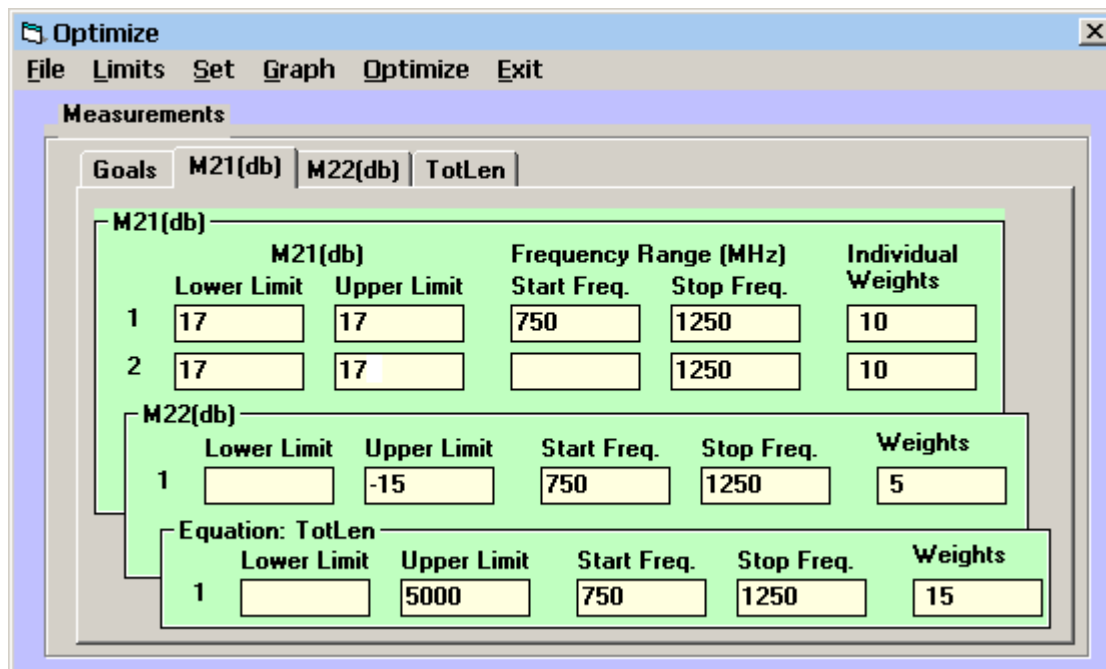 Optimize
File Limits Set Graph Optimize Exit
Measurements
Goals M21(db) M22(db) TotLen
M21(db)
M21(db) Frequency Range (MHz) Individual
Lower Limit Upper Limit Start Freq. Stop Freq. Weights
1 17 17 750 1250 10
2 17 17 1250 10
M22(db)
Lower Limit Upper Limit Start Freq. Stop Freq. Weights
1 -15 750 1250 5
Equation: TotLen
Lower Limit Upper Limit Start Freq. Stop Freq. Weights
1 5000 750 1250 15